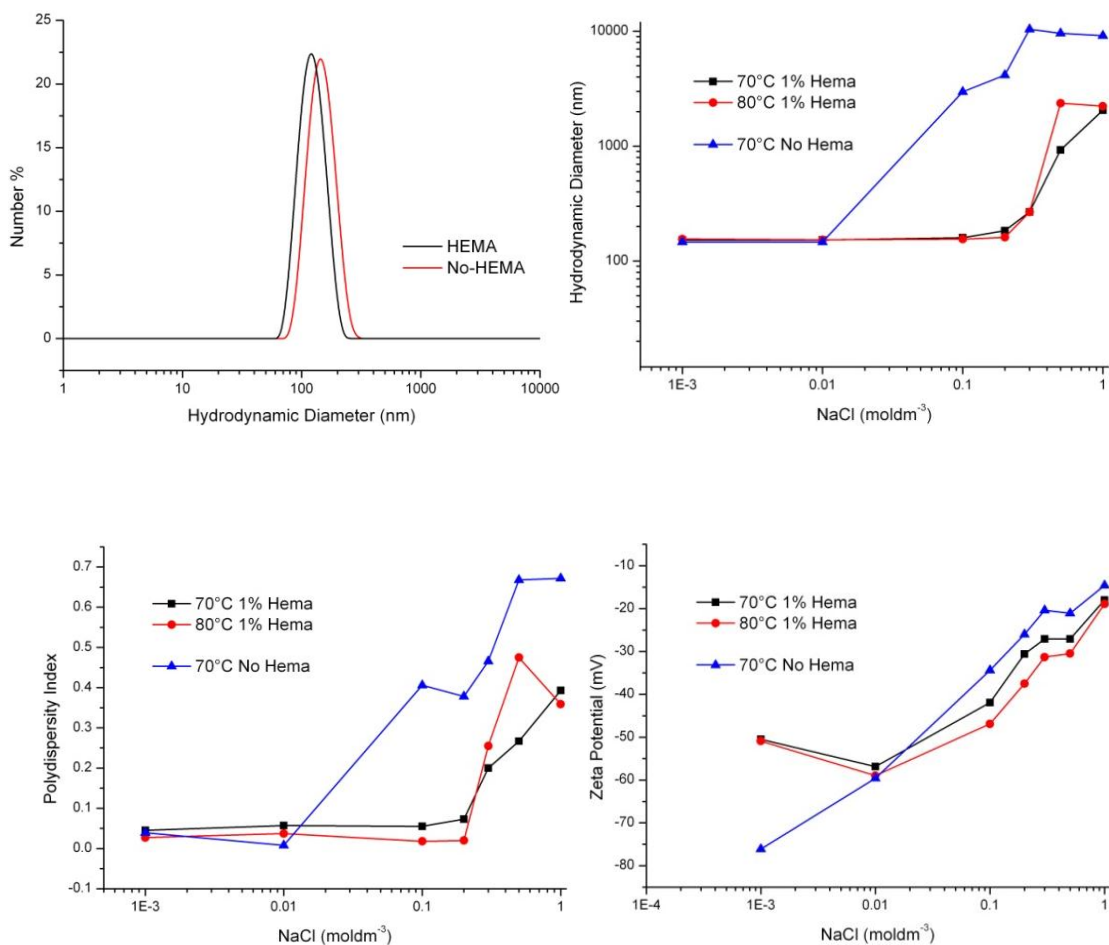 25
20
15
10
5
0
Number %
HEMA
No-HEMA
1
10
100
1000
10000
Hydrodynamic Diameter (nm)
10000
1000
100
Hydrodynamic Diameter (nm)
70°C 1% Hema
80°C 1% Hema
70°C No Hema
1E-3
0.01
0.1
1
NaCl (moldm⁻³)
0.7
0.6
0.5
0.4
0.3
0.2
0.1
0.0
-0.1
Polydispersity Index
70°C 1% Hema
80°C 1% Hema
70°C No Hema
1E-3
0.01
0.1
1
NaCl (moldm⁻³)
-10
-20
-30
-40
-50
-60
-70
-80
Zeta Potential (mV)
70°C 1% Hema
80°C 1% Hema
70°C No Hema
1E-4
1E-3
0.01
0.1
1
NaCl (moldm⁻³)